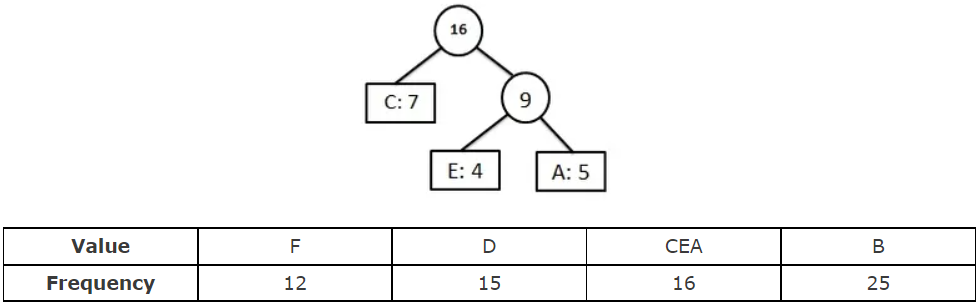 16
C: 7
9
E: 4 A: 5
Value F D CEA B
Frequency 12 15 16 25